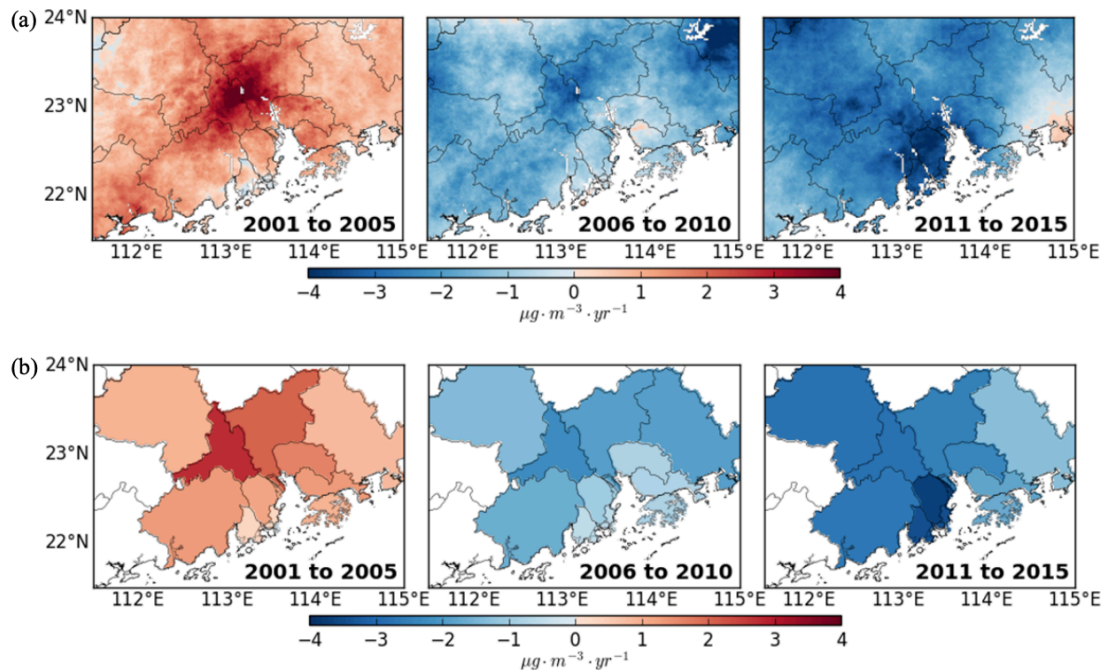 (a)
24°N
23°N
22°N
2001 to 2005
2006 to 2010
2011 to 2015
112°E 113°E 114°E 115°E 112°E 113°E 114°E 115°E 112°E 113°E 114°E 115°E
−4 −3 −2 −1 0 1 2 3 4
μg · m⁻³ · yr⁻¹
(b)
24°N
23°N
22°N
2001 to 2005
2006 to 2010
2011 to 2015
112°E 113°E 114°E 115°E 112°E 113°E 114°E 115°E 112°E 113°E 114°E 115°E
−4 −3 −2 −1 0 1 2 3 4
μg · m⁻³ · yr⁻¹